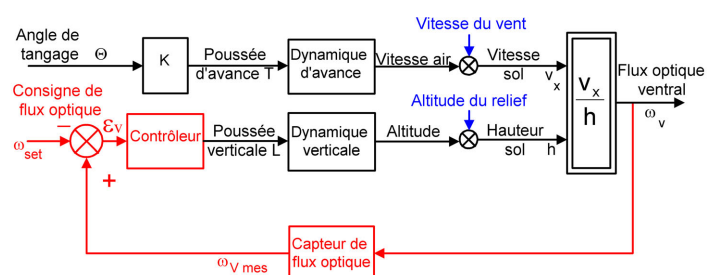 Vitesse du vent
Angle de
tangage Θ
K
Poussée
d'avance T
Dynamique
d'avance
Vitesse air
Vitesse
sol
v x
v x
h
Flux optique
ventral
ω v
Consigne de
flux optique
− ε V
ω set
+
Contrôleur
Poussée
verticale L
Dynamique
verticale
Altitude
Altitude du relief
Hauteur
sol h
Capteur de
flux optique
ω V mes